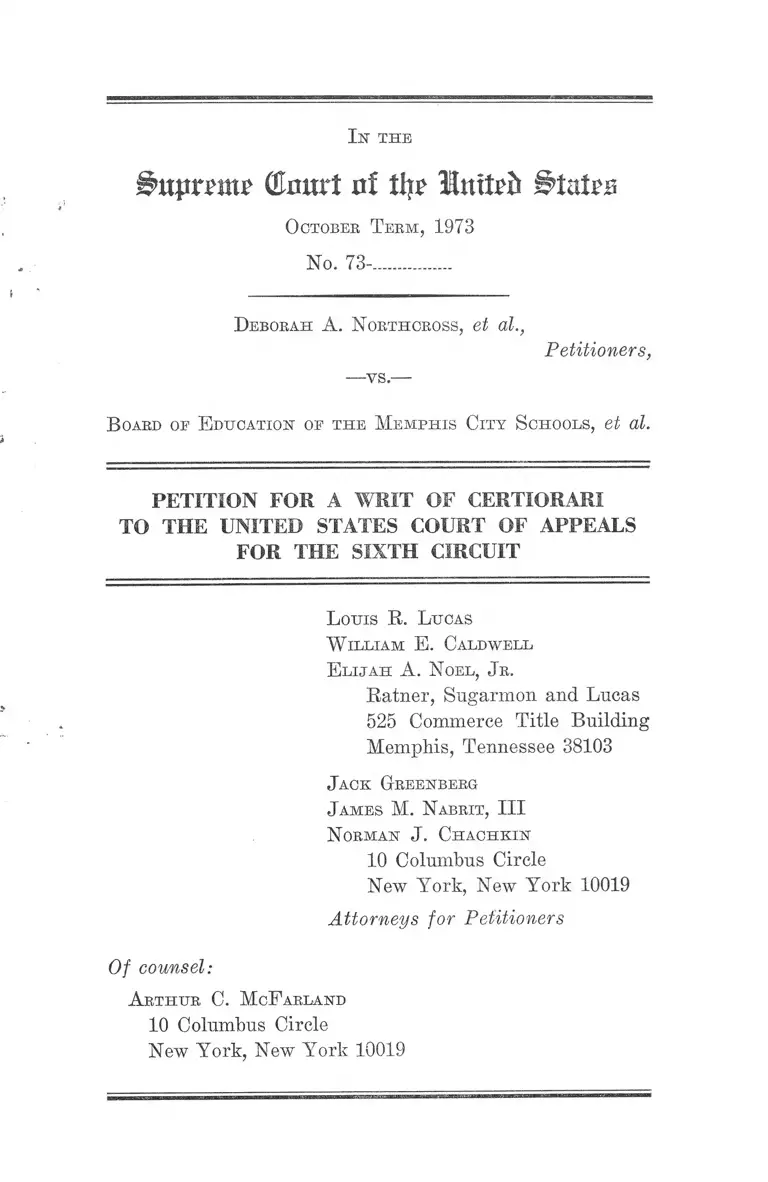 IN THE
Supreme Court of the United States
OCTOBER TERM, 1973
No. 73-................
DEBORAH A. NORTHCROSS, et al.,
Petitioners,
—vs.—
BOARD OF EDUCATION OF THE MEMPHIS CITY SCHOOLS, et al.
PETITION FOR A WRIT OF CERTIORARI
TO THE UNITED STATES COURT OF APPEALS
FOR THE SIXTH CIRCUIT
LOUIS R. LUCAS
WILLIAM E. CALDWELL
ELIJAH A. NOEL, JR.
Ratner, Sugarmon and Lucas
525 Commerce Title Building
Memphis, Tennessee 38103
JACK GREENBERG
JAMES M. NABRIT, III
NORMAN J. CHACHKIN
10 Columbus Circle
New York, New York 10019
Attorneys for Petitioners
Of counsel:
ARTHUR C. MCFARLAND
10 Columbus Circle
New York, New York 10019